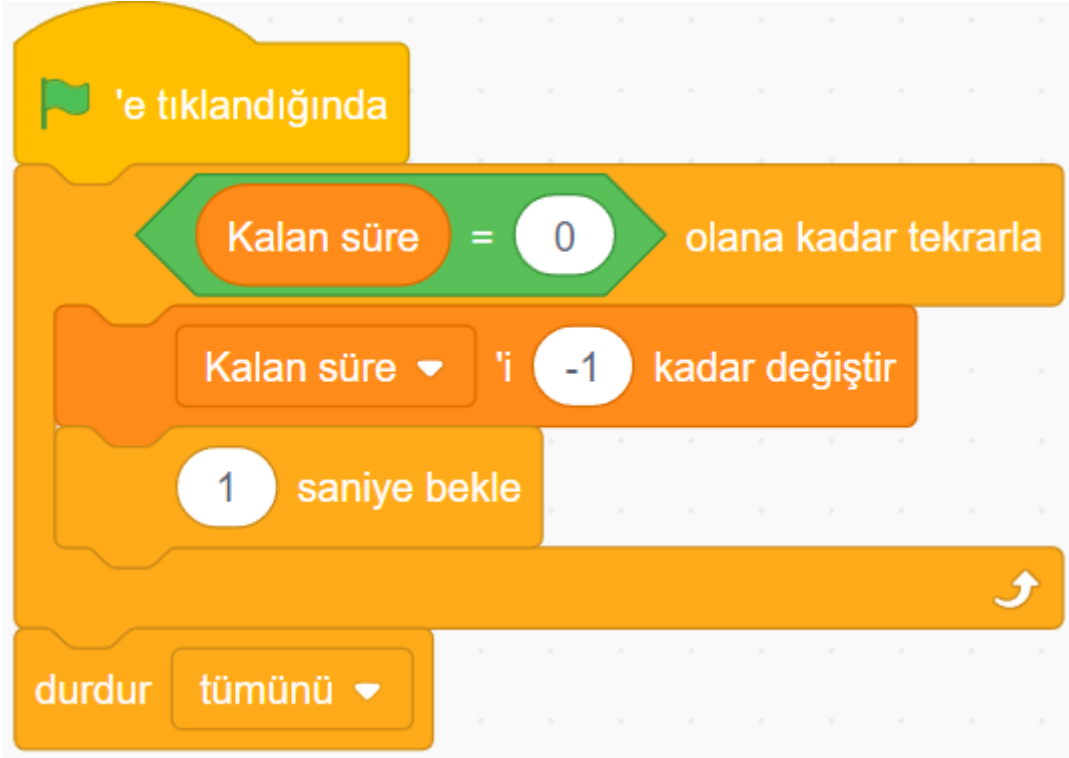 'e tıklandığında
Kalan süre = 0 olana kadar tekrarla
Kalan süre 'i -1 kadar değiştir
1 saniye bekle
durdur tümünü